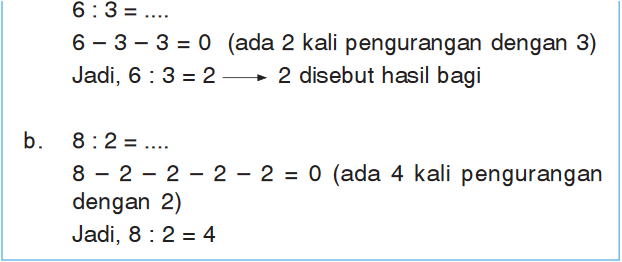 6 : 3 = ....
6 – 3 – 3 = 0 (ada 2 kali pengurangan dengan 3)
Jadi, 6 : 3 = 2 → 2 disebut hasil bagi
b. 8 : 2 = ....
8 – 2 – 2 – 2 – 2 = 0 (ada 4 kali pengurangan
dengan 2)
Jadi, 8 : 2 = 4